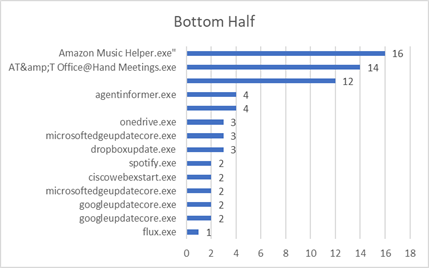 Bottom Half
Amazon Music Helper.exe" 16
AT&amp;T Office@Hand Meetings.exe 14
12
agentinformer.exe 4
4
onedrive.exe 3
microsoftedgeupdatecore.exe 3
dropboxupdate.exe 3
spotify.exe 2
ciscowebexstart.exe 2
microsoftedgeupdatecore.exe 2
googleupdatecore.exe 2
googleupdatecore.exe 2
flux.exe 1
0 2 4 6 8 10 12 14 16 18